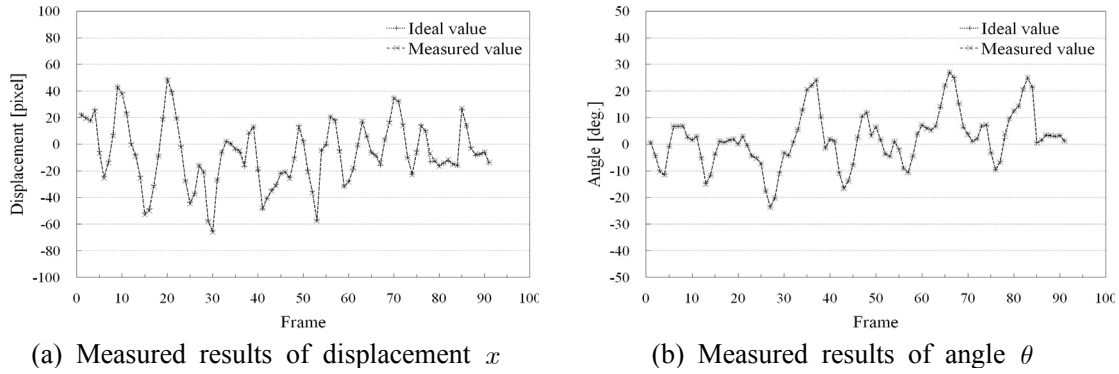 100
80
60
40
20
0
-20
-40
-60
-80
-100
Displacement [pixel]
0 10 20 30 40 50 60 70 80 90 100
Frame
Ideal value
Measured value
(a) Measured results of displacement x
50
40
30
20
10
0
-10
-20
-30
-40
-50
Angle [deg.]
0 10 20 30 40 50 60 70 80 90 100
Frame
Ideal value
Measured value
(b) Measured results of angle θ